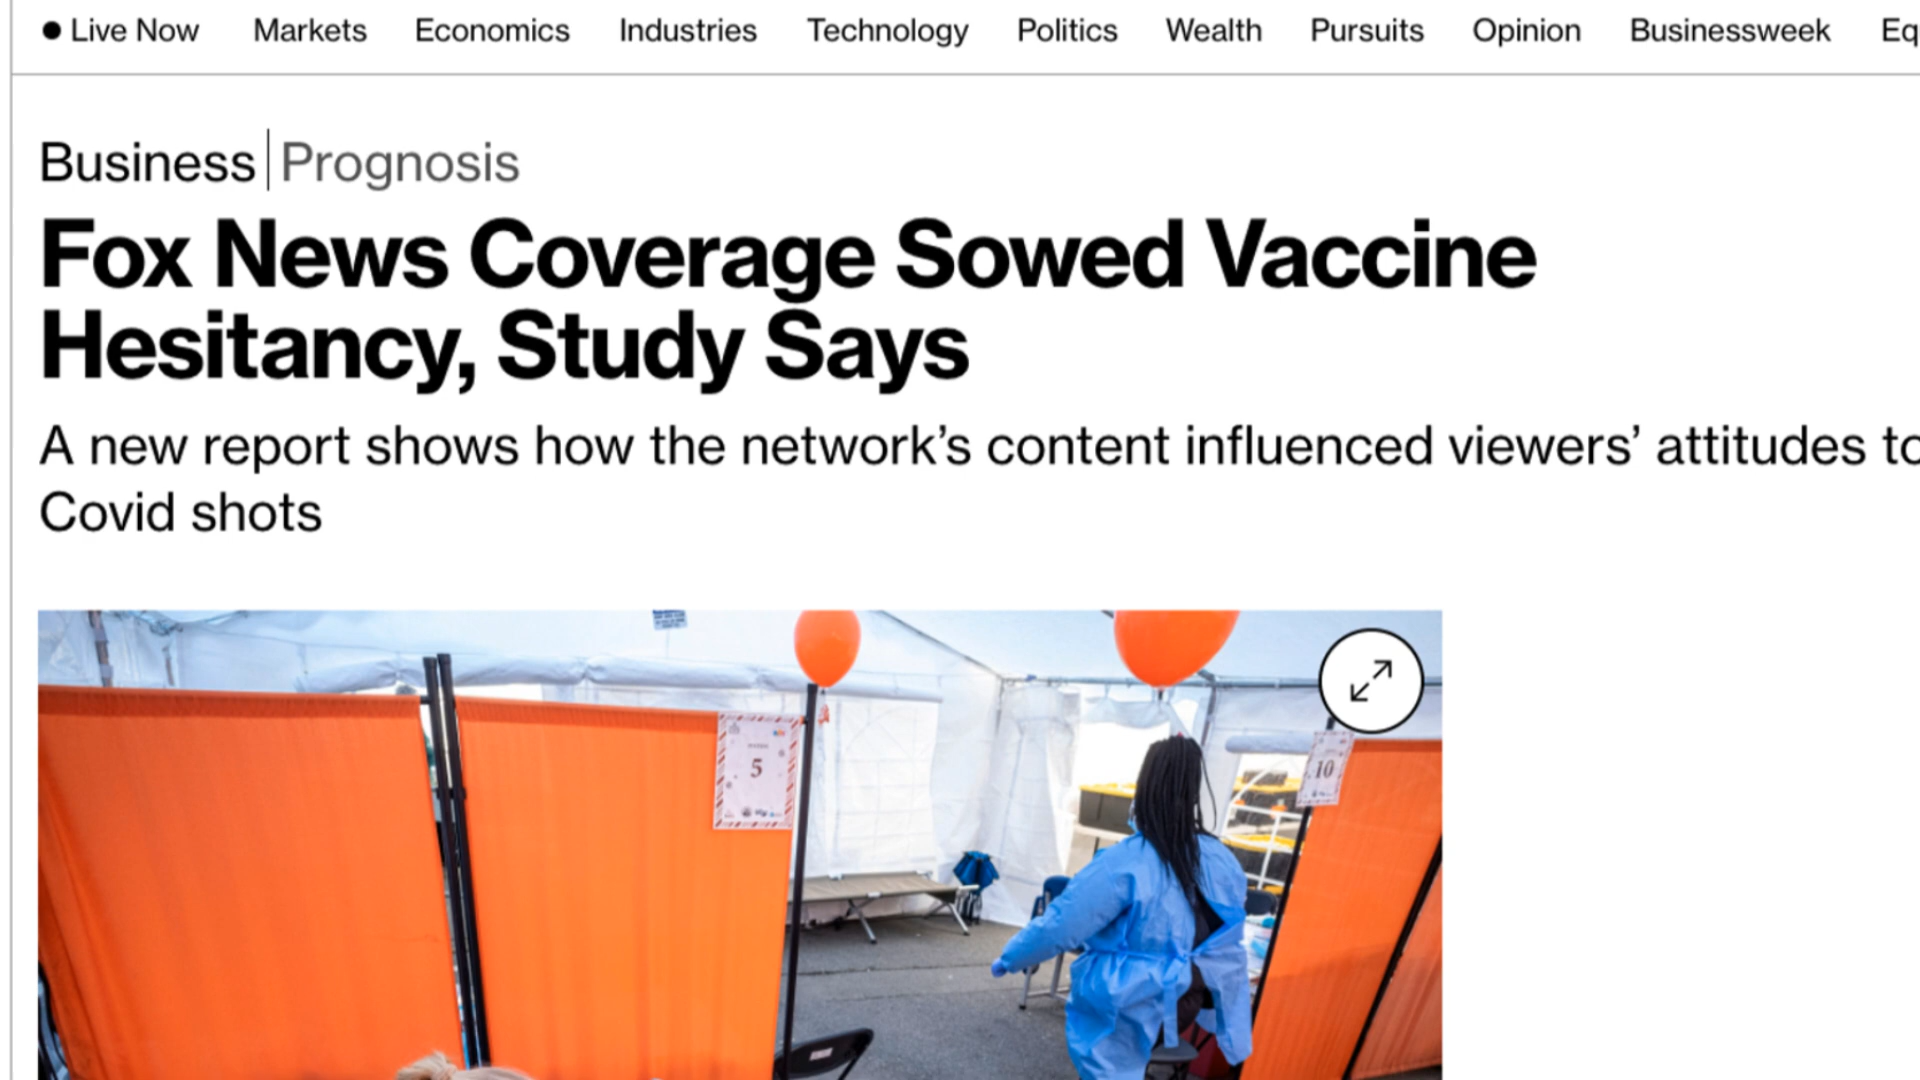 Live Now Markets Economics Industries Technology Politics Wealth Pursuits Opinion Businessweek Eq
Business Prognosis
Fox News Coverage Sowed Vaccine
Hesitancy, Study Says
A new report shows how the network’s content influenced viewers’ attitudes to
Covid shots
5
10